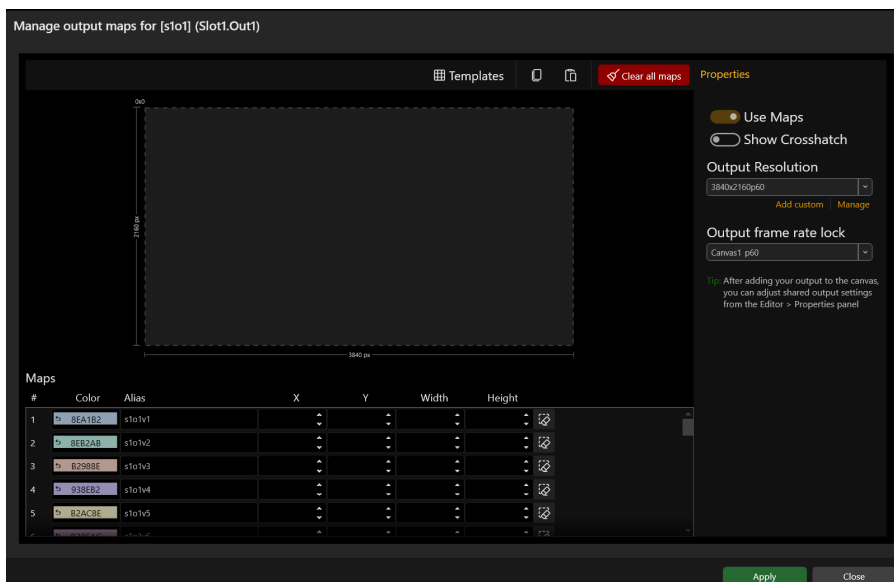 Manage output maps for [s1o1] (Slot1.Out1)
Templates
Clear all maps
Properties
0x0
2160 px
3840 px
Use Maps
Show Crosshatch
Output Resolution
3840x2160p60
Add custom Manage
Output frame rate lock
Canvas1 p60
Tip: After adding your output to the canvas,
you can adjust shared output settings
from the Editor > Properties panel
Maps
# Color Alias X Y Width Height
1 8EA1B2 s1o1v1
2 8EB2AB s1o1v2
3 B2988E s1o1v3
4 938EB2 s1o1v4
5 B2AC8E s1o1v5
Apply Close